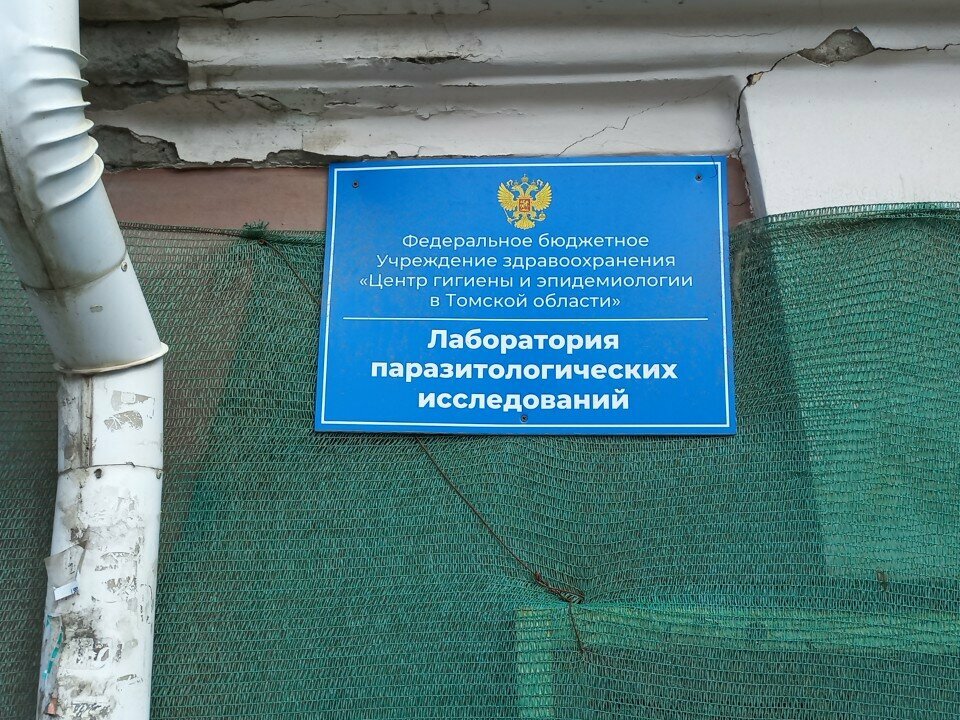 Федеральное бюджетное
Учреждение здравоохранения
«Центр гигиены и эпидемиологии
в Томской области»
Лаборатория
паразитологических
исследований